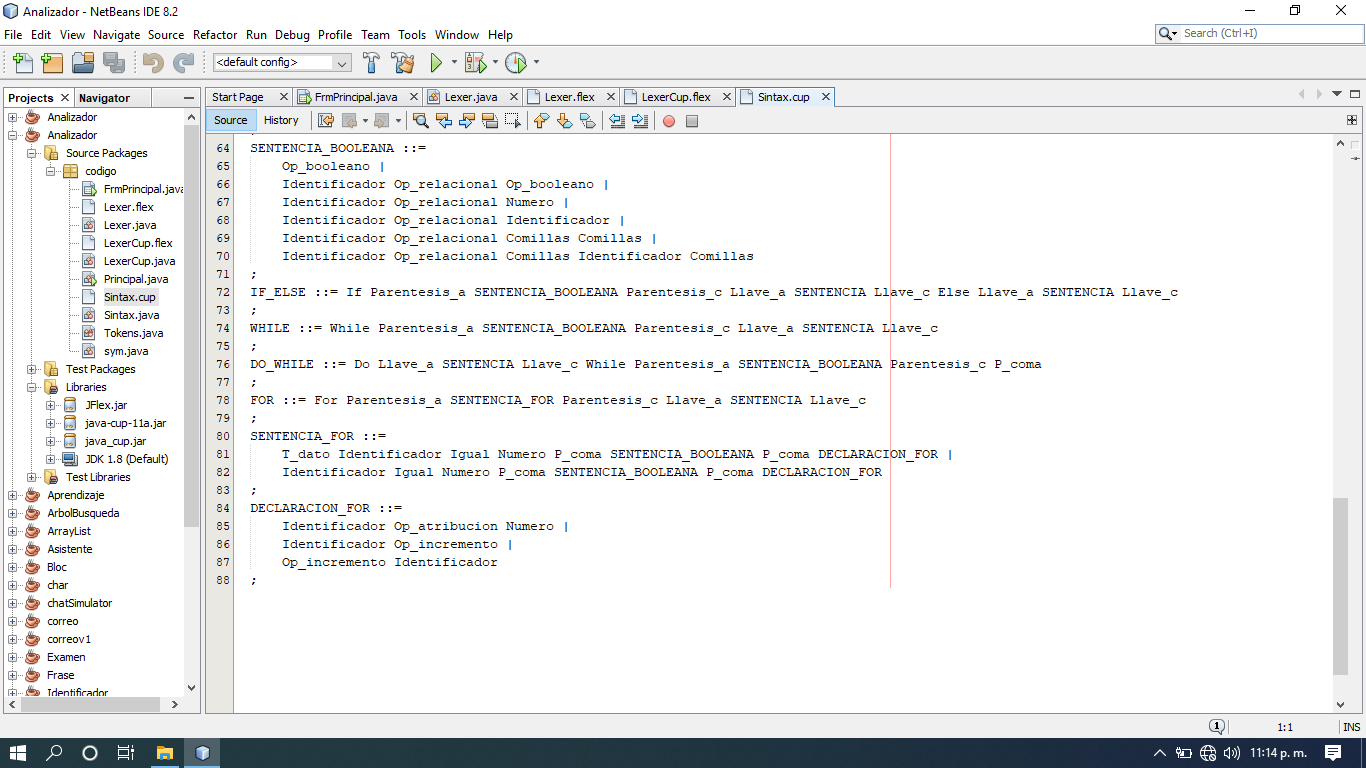 Analizador - NetBeans IDE 8.2
File Edit View Navigate Source Refactor Run Debug Profile Team Tools Window Help
Search (Ctrl+I)
<default config>
Projects Navigator
Start Page FrmPrincipal.java Lexer.java Lexer.flex LexerCup.flex Sintax.cup
Source History
Analizador
Analizador
Source Packages
codigo
FrmPrincipal.java
Lexer.flex
Lexer.java
LexerCup.flex
LexerCup.java
Principal.java
Sintax.cup
Sintax.java
Tokens.java
sym.java
Test Packages
Libraries
JFlex.jar
java-cup-11a.jar
java_cup.jar
JDK 1.8 (Default)
Test Libraries
Aprendizaje
ArbolBusqueda
ArrayList
Asistente
Bloc
char
chatSimulator
correo
correov1
Examen
Frase
Identificador
64 SENTENCIA_BOOLEANA ::=
65 Op_booleano |
66 Identificador Op_relacional Op_booleano |
67 Identificador Op_relacional Numero |
68 Identificador Op_relacional Identificador |
69 Identificador Op_relacional Comillas Comillas |
70 Identificador Op_relacional Comillas Identificador Comillas
71 ;
72 IF_ELSE ::= If Parentesis_a SENTENCIA_BOOLEANA Parentesis_c Llave_a SENTENCIA Llave_c Else Llave_a SENTENCIA Llave_c
73 ;
74 WHILE ::= While Parentesis_a SENTENCIA_BOOLEANA Parentesis_c Llave_a SENTENCIA Llave_c
75 ;
76 DO_WHILE ::= Do Llave_a SENTENCIA Llave_c While Parentesis_a SENTENCIA_BOOLEANA Parentesis_c P_coma
77 ;
78 FOR ::= For Parentesis_a SENTENCIA_FOR Parentesis_c Llave_a SENTENCIA Llave_c
79 ;
80 SENTENCIA_FOR ::=
81 T_dato Identificador Igual Numero P_coma SENTENCIA_BOOLEANA P_coma DECLARACION_FOR |
82 Identificador Igual Numero P_coma SENTENCIA_BOOLEANA P_coma DECLARACION_FOR
83 ;
84 DECLARACION_FOR ::=
85 Identificador Op_atribucion Numero |
86 Identificador Op_incremento |
87 Op_incremento Identificador
88 ;
1
1:1
INS
11:14 p. m.